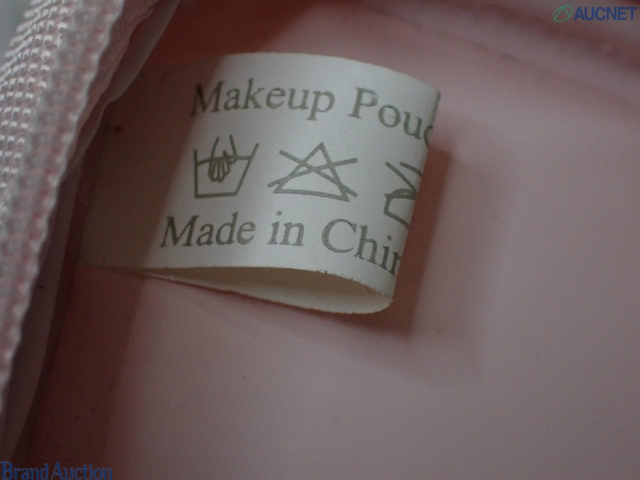 AUCNET
Makeup Pouc
Made in Chin
Brand Auction